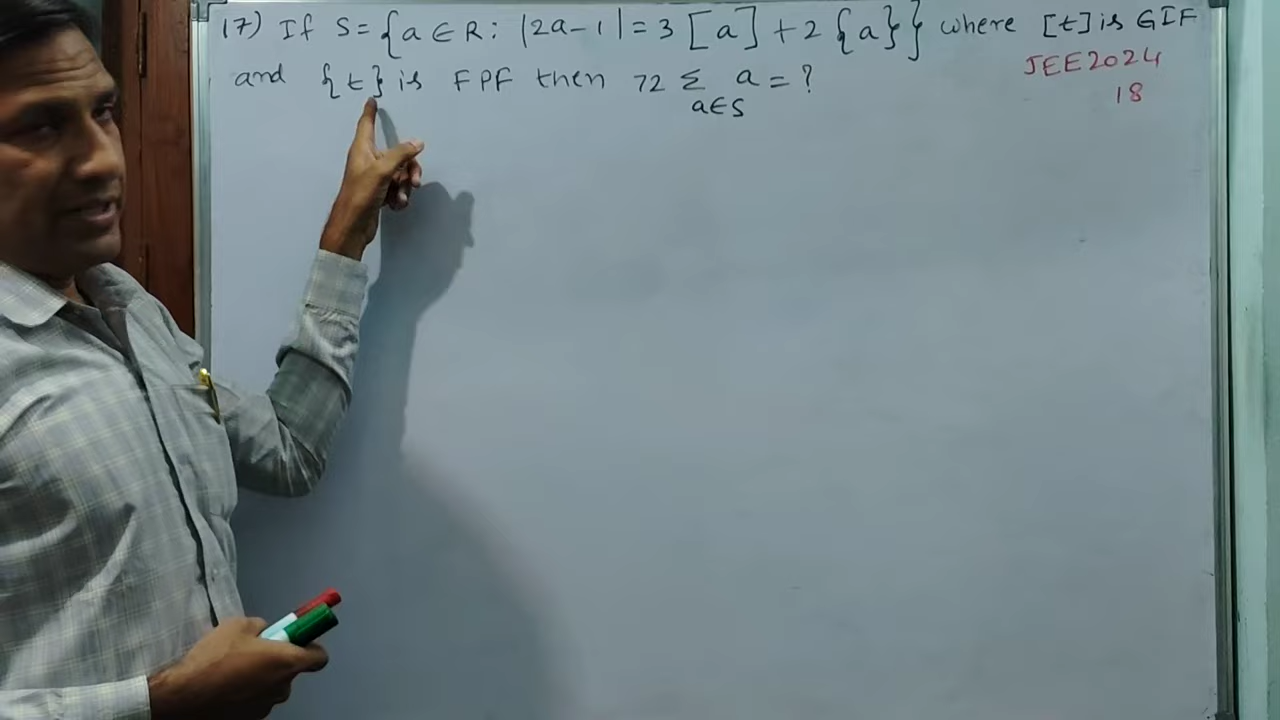 17) If S = {a ∈ R : |2a-1| = 3[a] + 2{a}} where [t] is GIF
and {t} is FPF then 72 Σ a = ?
a∈S
JEE2024
18